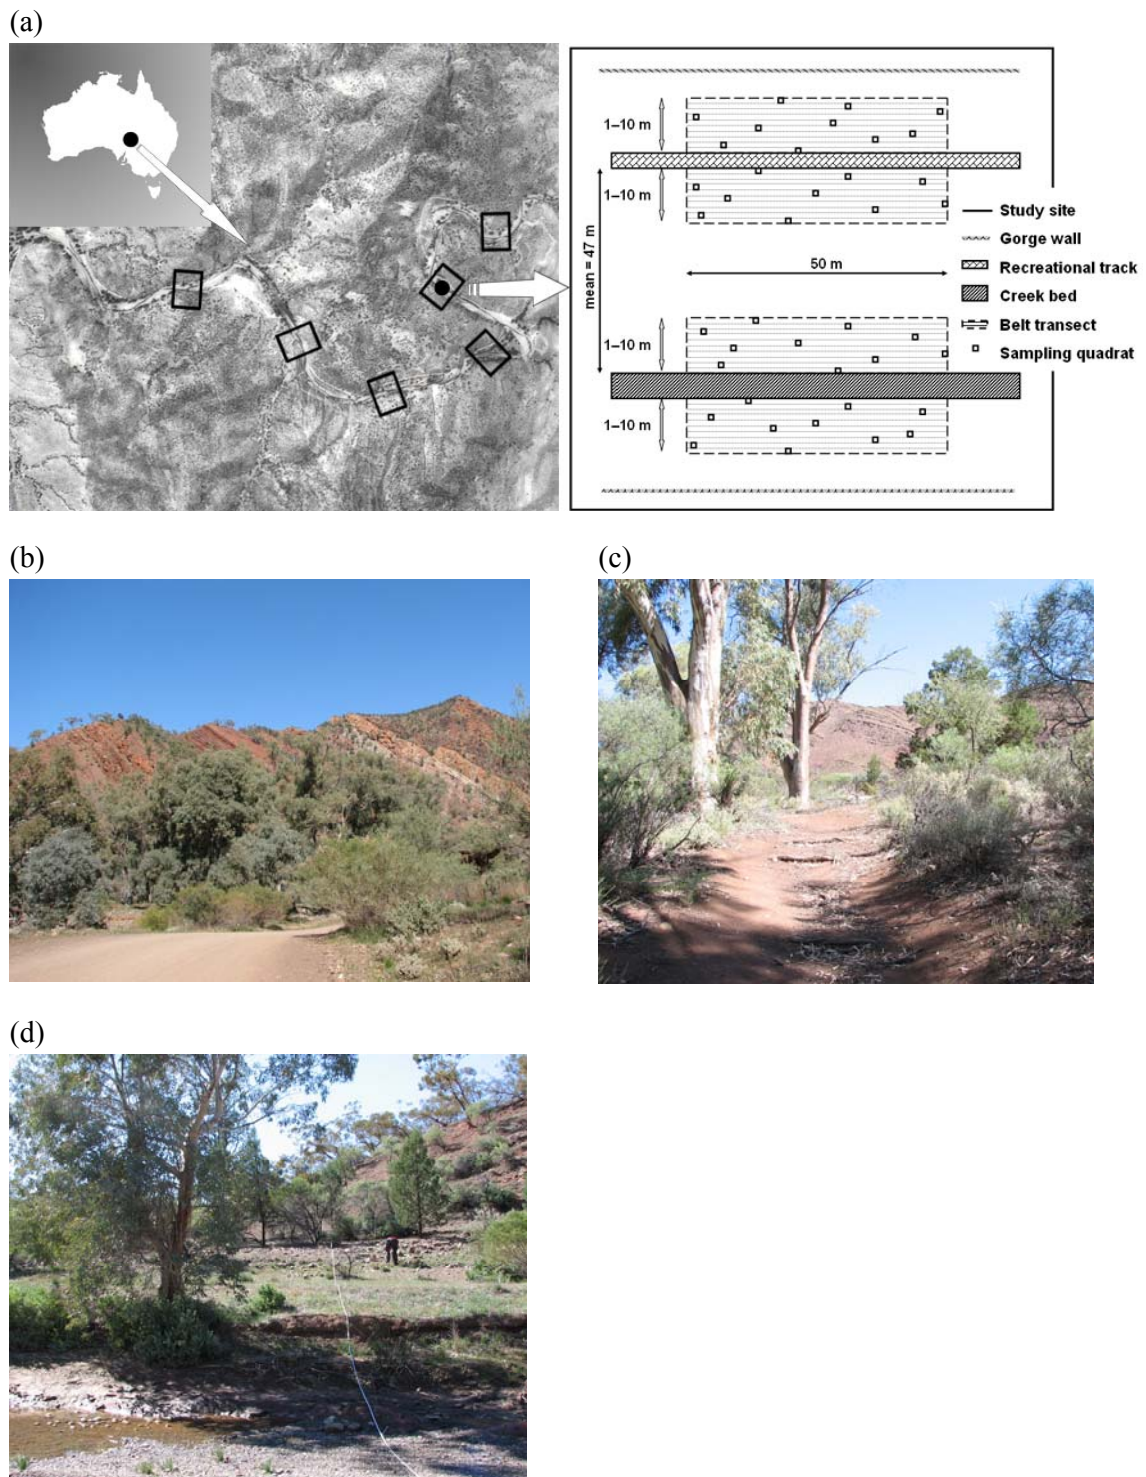 (a)
1–10 m
1–10 m
mean = 47 m
50 m
1–10 m
1–10 m
Study site
Gorge wall
Recreational track
Creek bed
Belt transect
Sampling quadrat
(b)
(c)
(d)